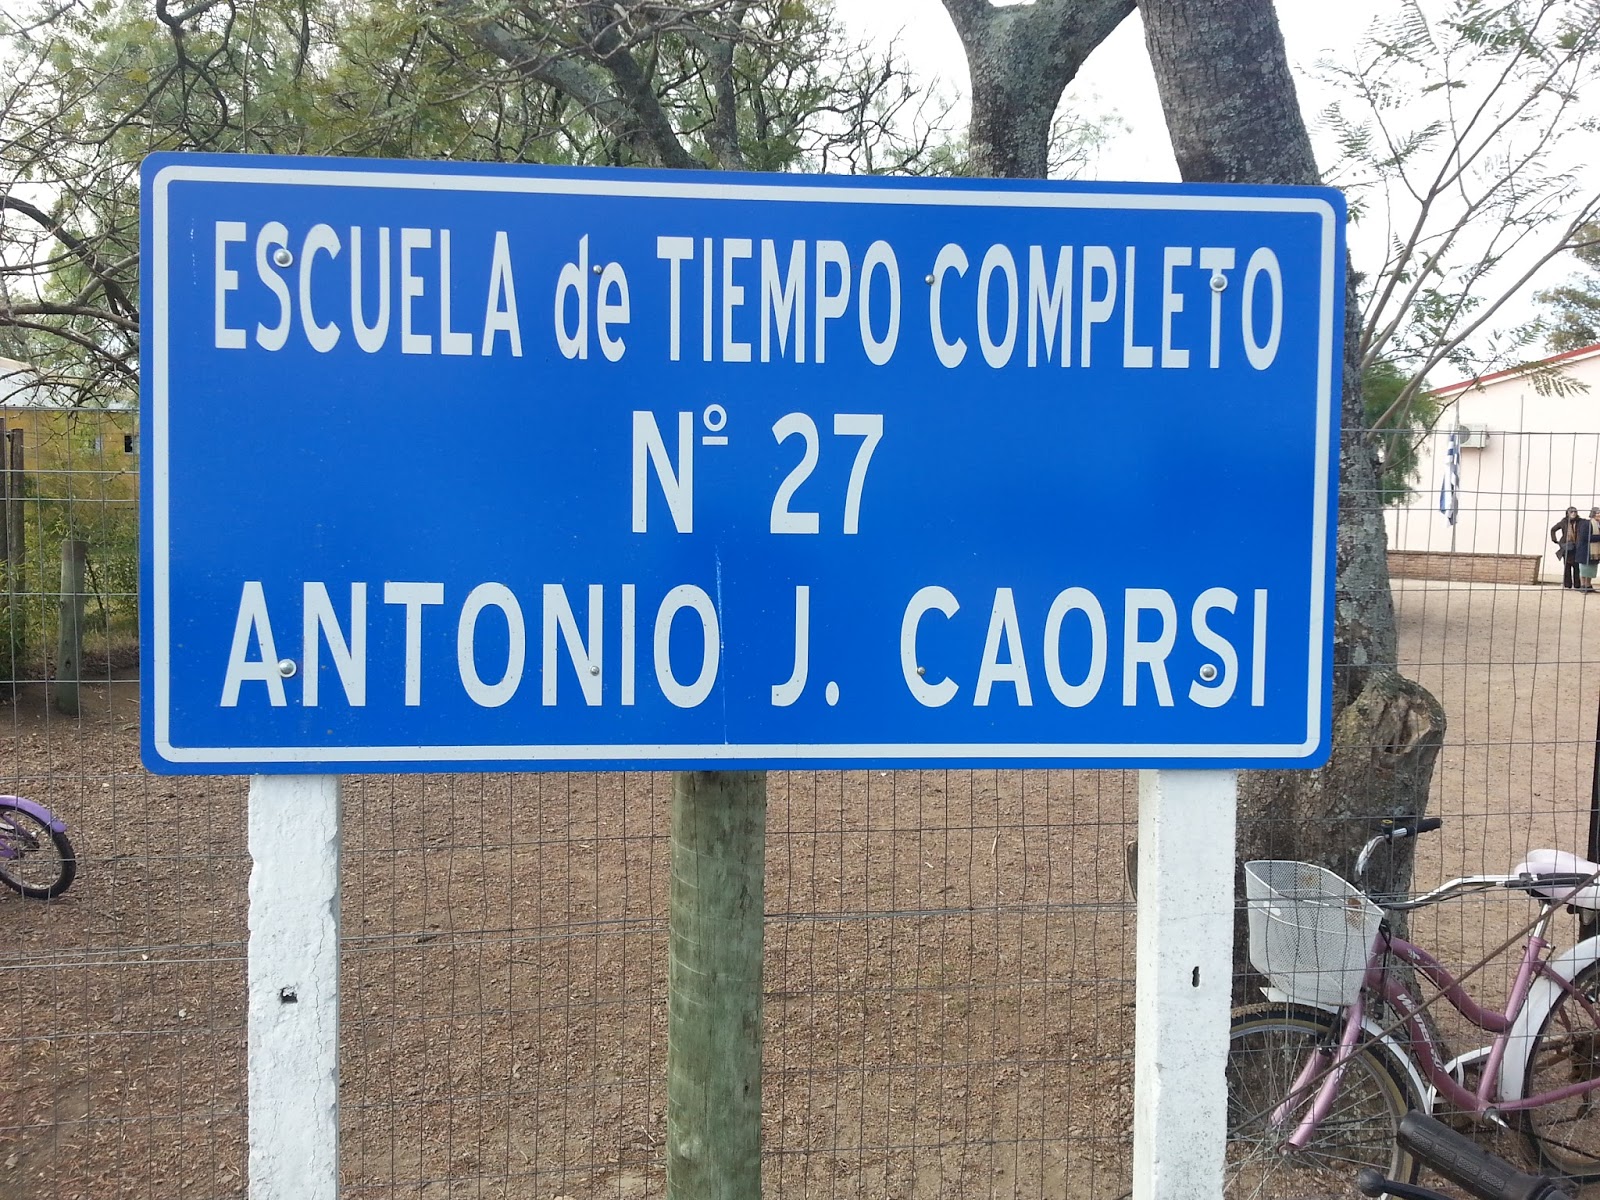 ESCUELA de TIEMPO COMPLETO
Nº 27
ANTONIO J. CAORSI